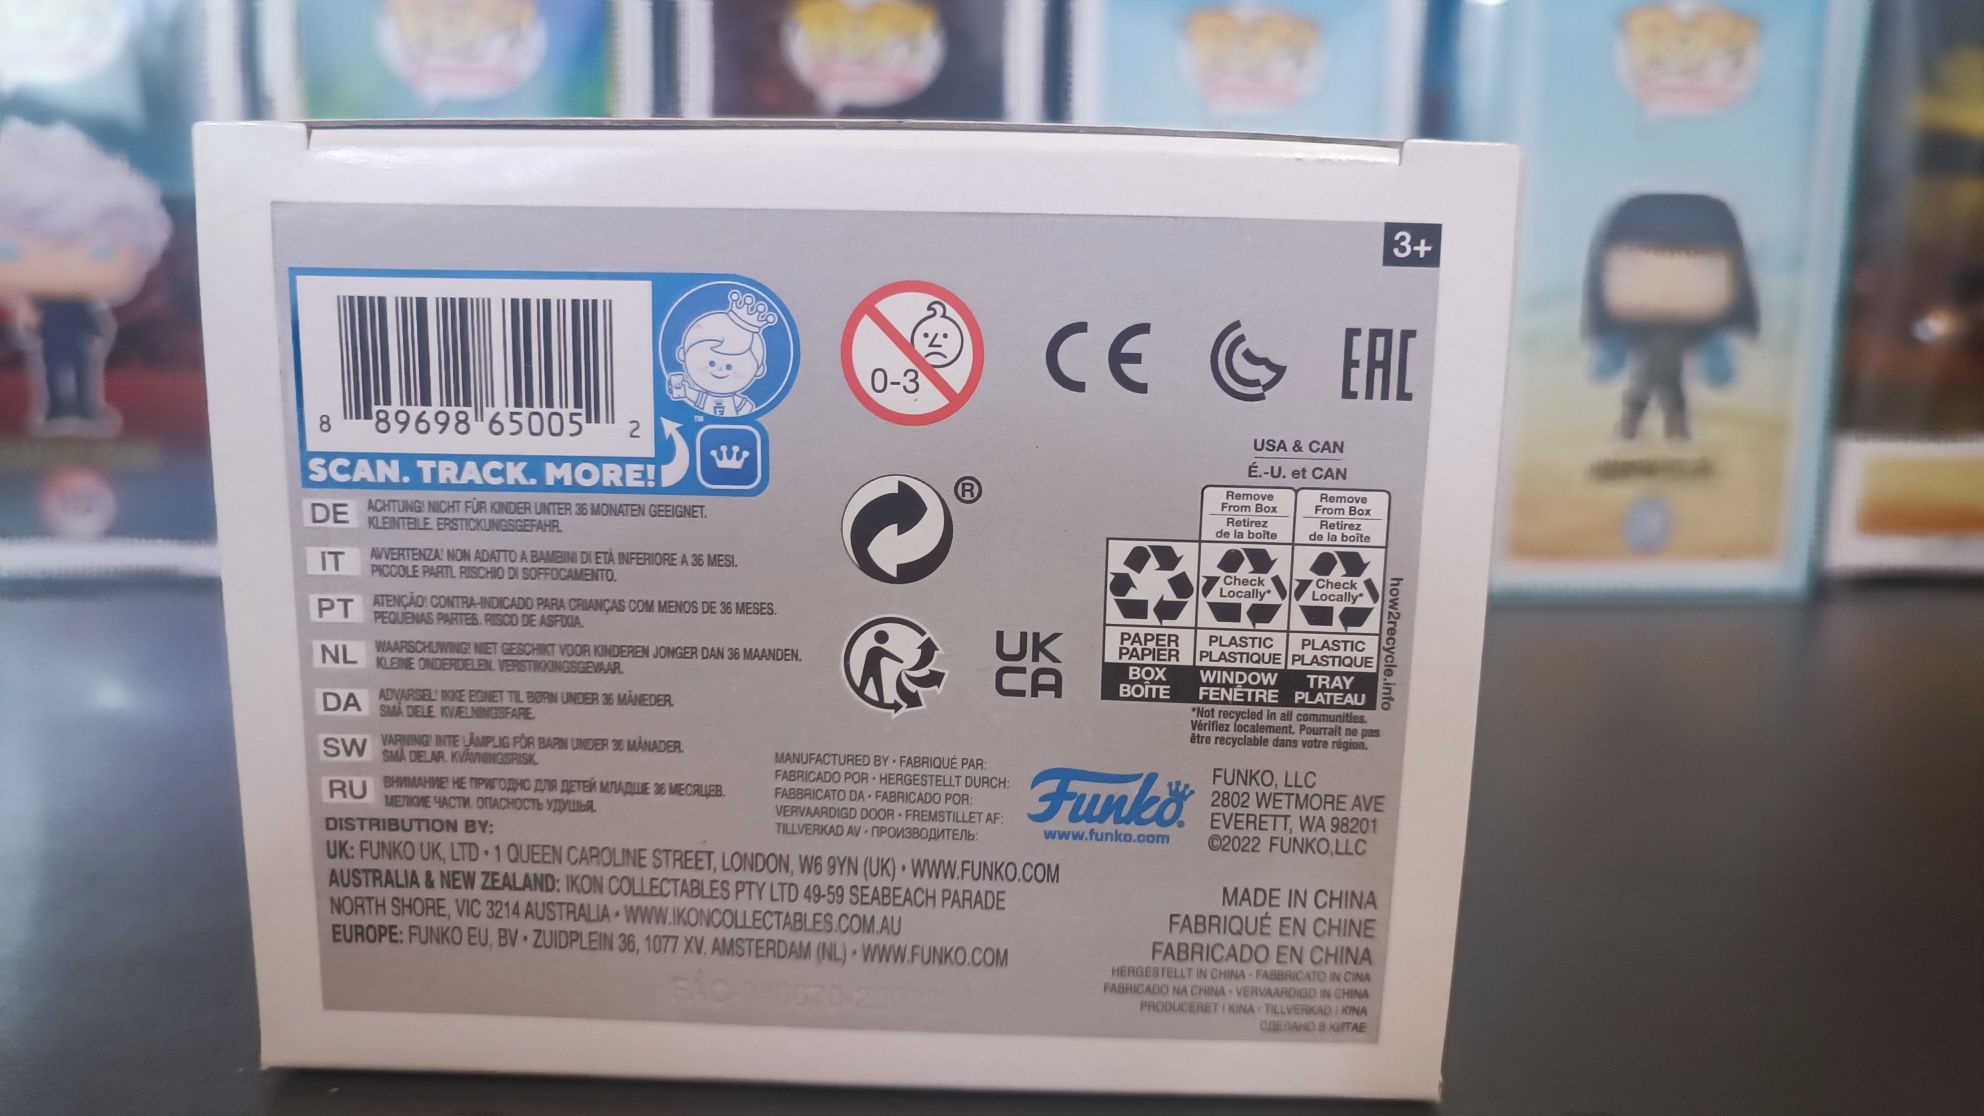 3+
8 89698 65005 2
SCAN. TRACK. MORE!
™
0-3
CE
EAC
DE ACHTUNG! NICHT FÜR KINDER UNTER 36 MONATEN GEEIGNET.
KLEINTEILE. ERSTICKUNGSGEFAHR.
IT AVVERTENZA! NON ADATTO A BAMBINI DI ETÀ INFERIORE A 36 MESI.
PICCOLE PARTI. RISCHIO DI SOFFOCAMENTO.
PT ATENÇÃO! CONTRA-INDICADO PARA CRIANÇAS COM MENOS DE 36 MESES.
PEQUENAS PARTES. RISCO DE ASFIXIA.
NL WAARSCHUWING! NIET GESCHIKT VOOR KINDEREN JONGER DAN 36 MAANDEN.
KLEINE ONDERDELEN. VERSTIKKINGSGEVAAR.
DA ADVARSEL! IKKE EGNET TIL BØRN UNDER 36 MÅNEDER.
SMÅ DELE. KVÆLNINGSFARE.
SW VARNING! INTE LÄMPLIG FÖR BARN UNDER 36 MÅNADER.
SMÅ DELAR. KVÄVNINGSRISK.
RU ВНИМАНИЕ! НЕ ПРИГОДНО ДЛЯ ДЕТЕЙ МЛАДШЕ 36 МЕСЯЦЕВ.
МЕЛКИЕ ЧАСТИ. ОПАСНОСТЬ УДУШЬЯ.
®
UK
CA
USA & CAN
É.-U. et CAN
Remove
From Box
Retirez
de la boîte
Remove
From Box
Retirez
de la boîte
Check
Locally*
Check
Locally*
PAPER
PAPIER
PLASTIC
PLASTIQUE
PLASTIC
PLASTIQUE
BOX
BOÎTE
WINDOW
FENÊTRE
TRAY
PLATEAU
how2recycle.info
*Not recycled in all communities.
Vérifiez localement. Pourrait ne pas
être recyclable dans votre région.
MANUFACTURED BY • FABRIQUÉ PAR:
FABRICADO POR • HERGESTELLT DURCH:
FABBRICATO DA • FABRICADO POR:
VERVAARDIGD DOOR • FREMSTILLET AF:
TILLVERKAD AV • ПРОИЗВОДИТЕЛЬ:
Funko®
www.funko.com
FUNKO, LLC
2802 WETMORE AVE
EVERETT, WA 98201
©2022 FUNKO,LLC
DISTRIBUTION BY:
UK: FUNKO UK, LTD • 1 QUEEN CAROLINE STREET, LONDON, W6 9YN (UK) • WWW.FUNKO.COM
AUSTRALIA & NEW ZEALAND: IKON COLLECTABLES PTY LTD 49-59 SEABEACH PARADE
NORTH SHORE, VIC 3214 AUSTRALIA • WWW.IKONCOLLECTABLES.COM.AU
EUROPE: FUNKO EU, BV • ZUIDPLEIN 36, 1077 XV. AMSTERDAM (NL) • WWW.FUNKO.COM
MADE IN CHINA
FABRIQUÉ EN CHINE
FABRICADO EN CHINA
HERGESTELLT IN CHINA • FABBRICATO IN CINA
FABRICADO NA CHINA • VERVAARDIGD IN CHINA
PRODUCERET I KINA • TILLVERKAD I KINA
СДЕЛАНО В КИТАЕ